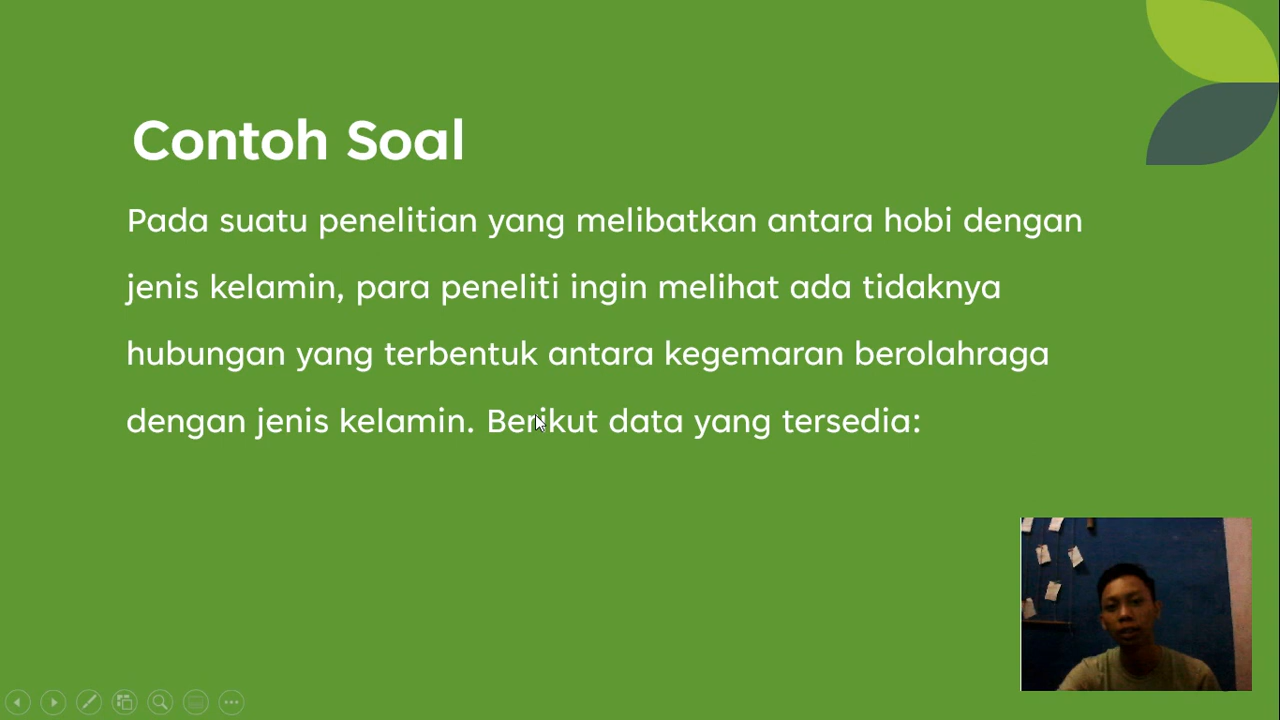 Contoh Soal
Pada suatu penelitian yang melibatkan antara hobi dengan
jenis kelamin, para peneliti ingin melihat ada tidaknya
hubungan yang terbentuk antara kegemaran berolahraga
dengan jenis kelamin. Berikut data yang tersedia: